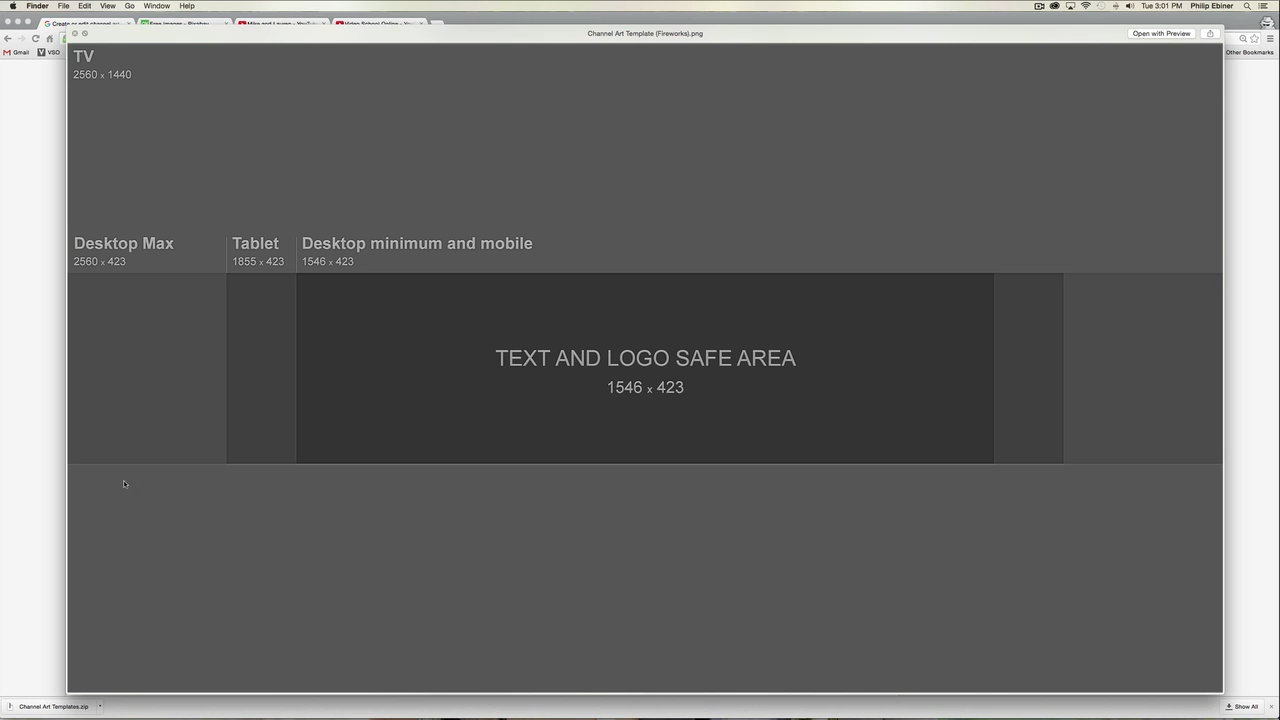 Finder File Edit View Go Window Help
Tue 3:01 PM Philip Ebiner
Channel Art Template (Fireworks).png
Open with Preview
Gmail
VSO
Other Bookmarks
TV
2560 x 1440
Desktop Max
2560 x 423
Tablet
1855 x 423
Desktop minimum and mobile
1546 x 423
TEXT AND LOGO SAFE AREA
1546 x 423
Channel Art Templates.zip
Show All